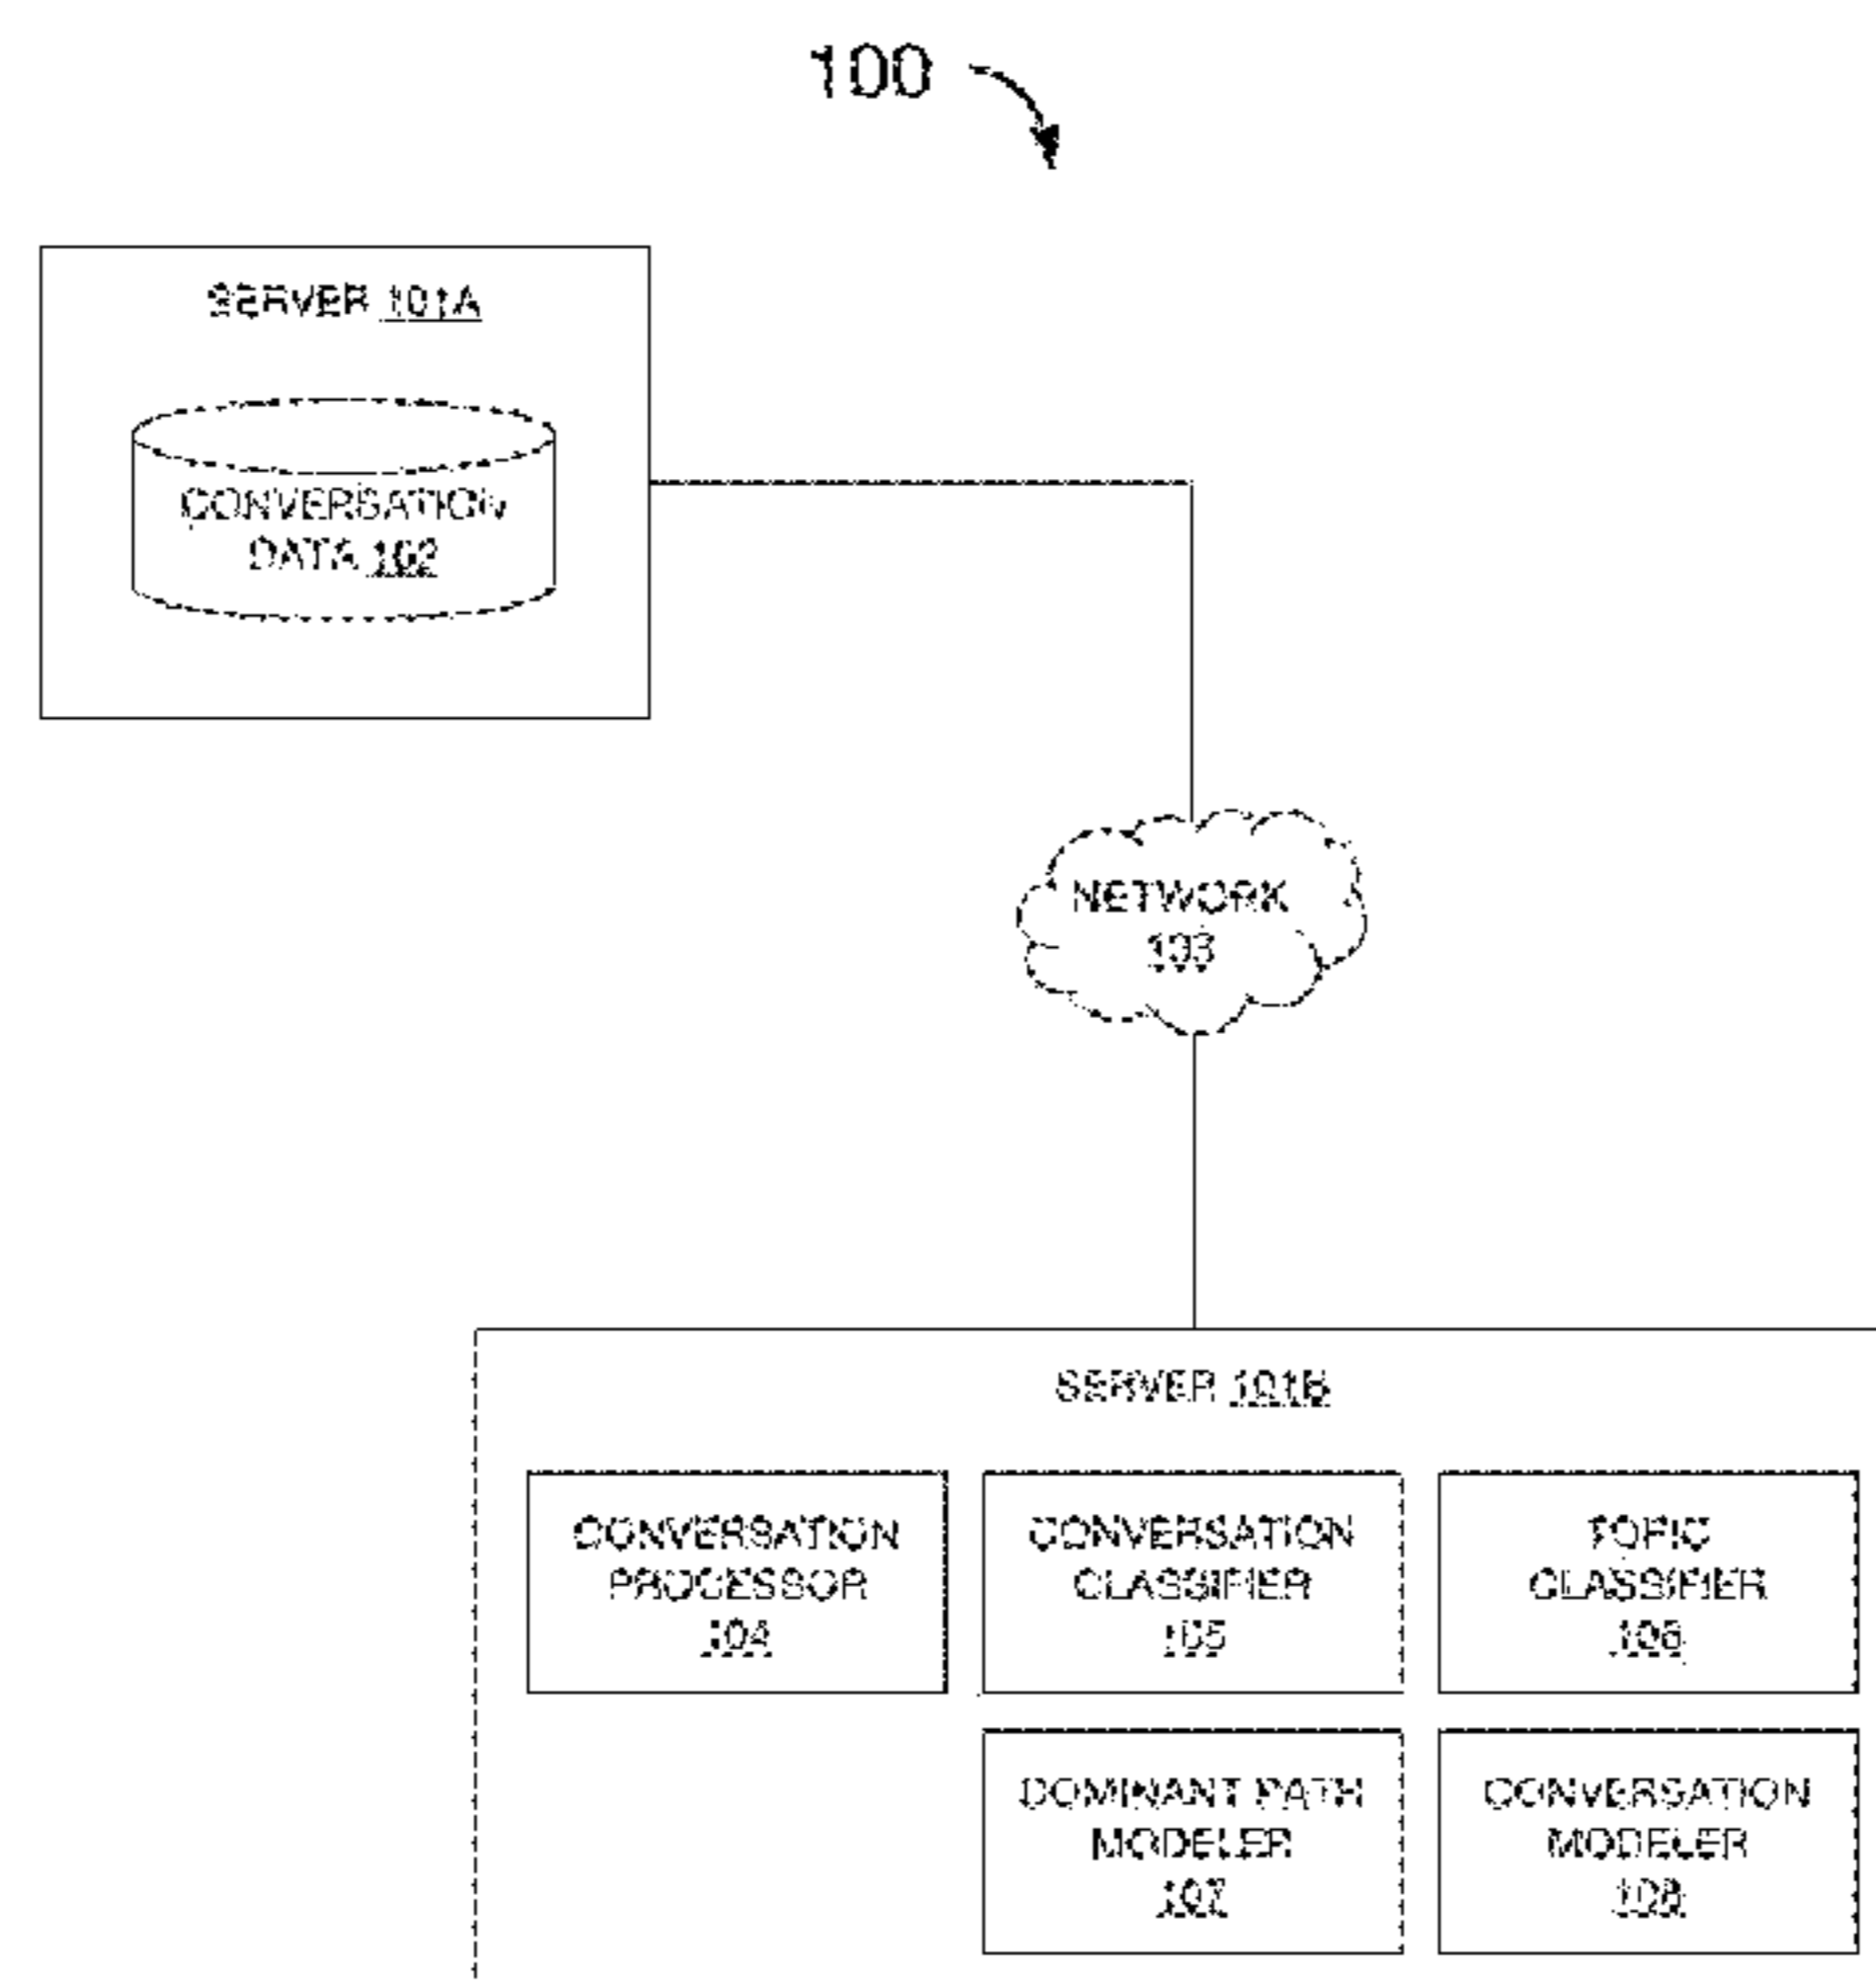 100
SERVER 101A
CONVERSATION
DATA 102
NETWORK
103
SERVER 101B
CONVERSATION
PROCESSOR
104
CONVERSATION
CLASSIFIER
105
TOPIC
CLASSIFIER
106
DOMINANT PATH
MODELER
107
CONVERSATION
MODELER
108